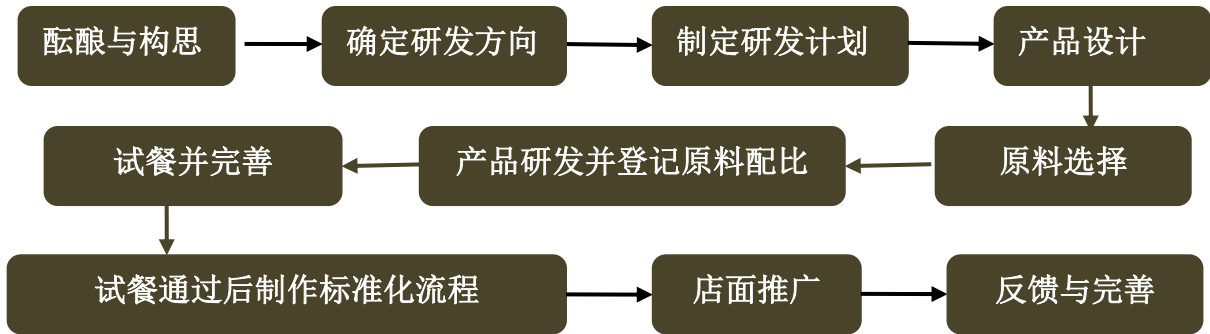 酝酿与构思
确定研发方向
制定研发计划
产品设计
原料选择
产品研发并登记原料配比
试餐并完善
试餐通过后制作标准化流程
店面推广
反馈与完善